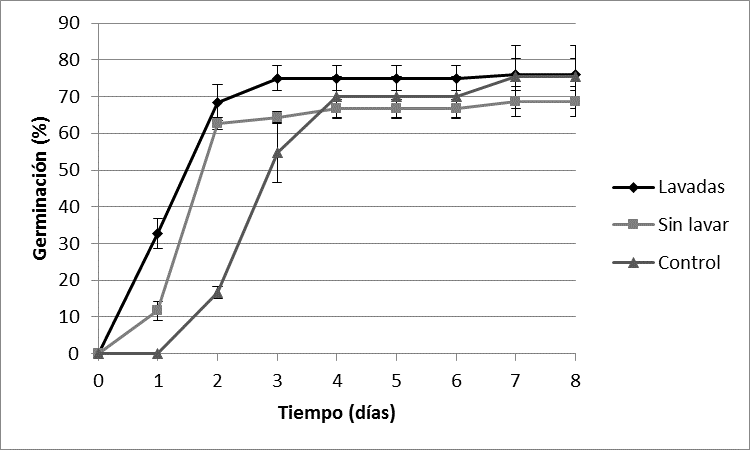 90
80
70
60
50
40
30
20
10
0
Germinación (%)
0 1 2 3 4 5 6 7 8
Tiempo (días)
Lavadas
Sin lavar
Control